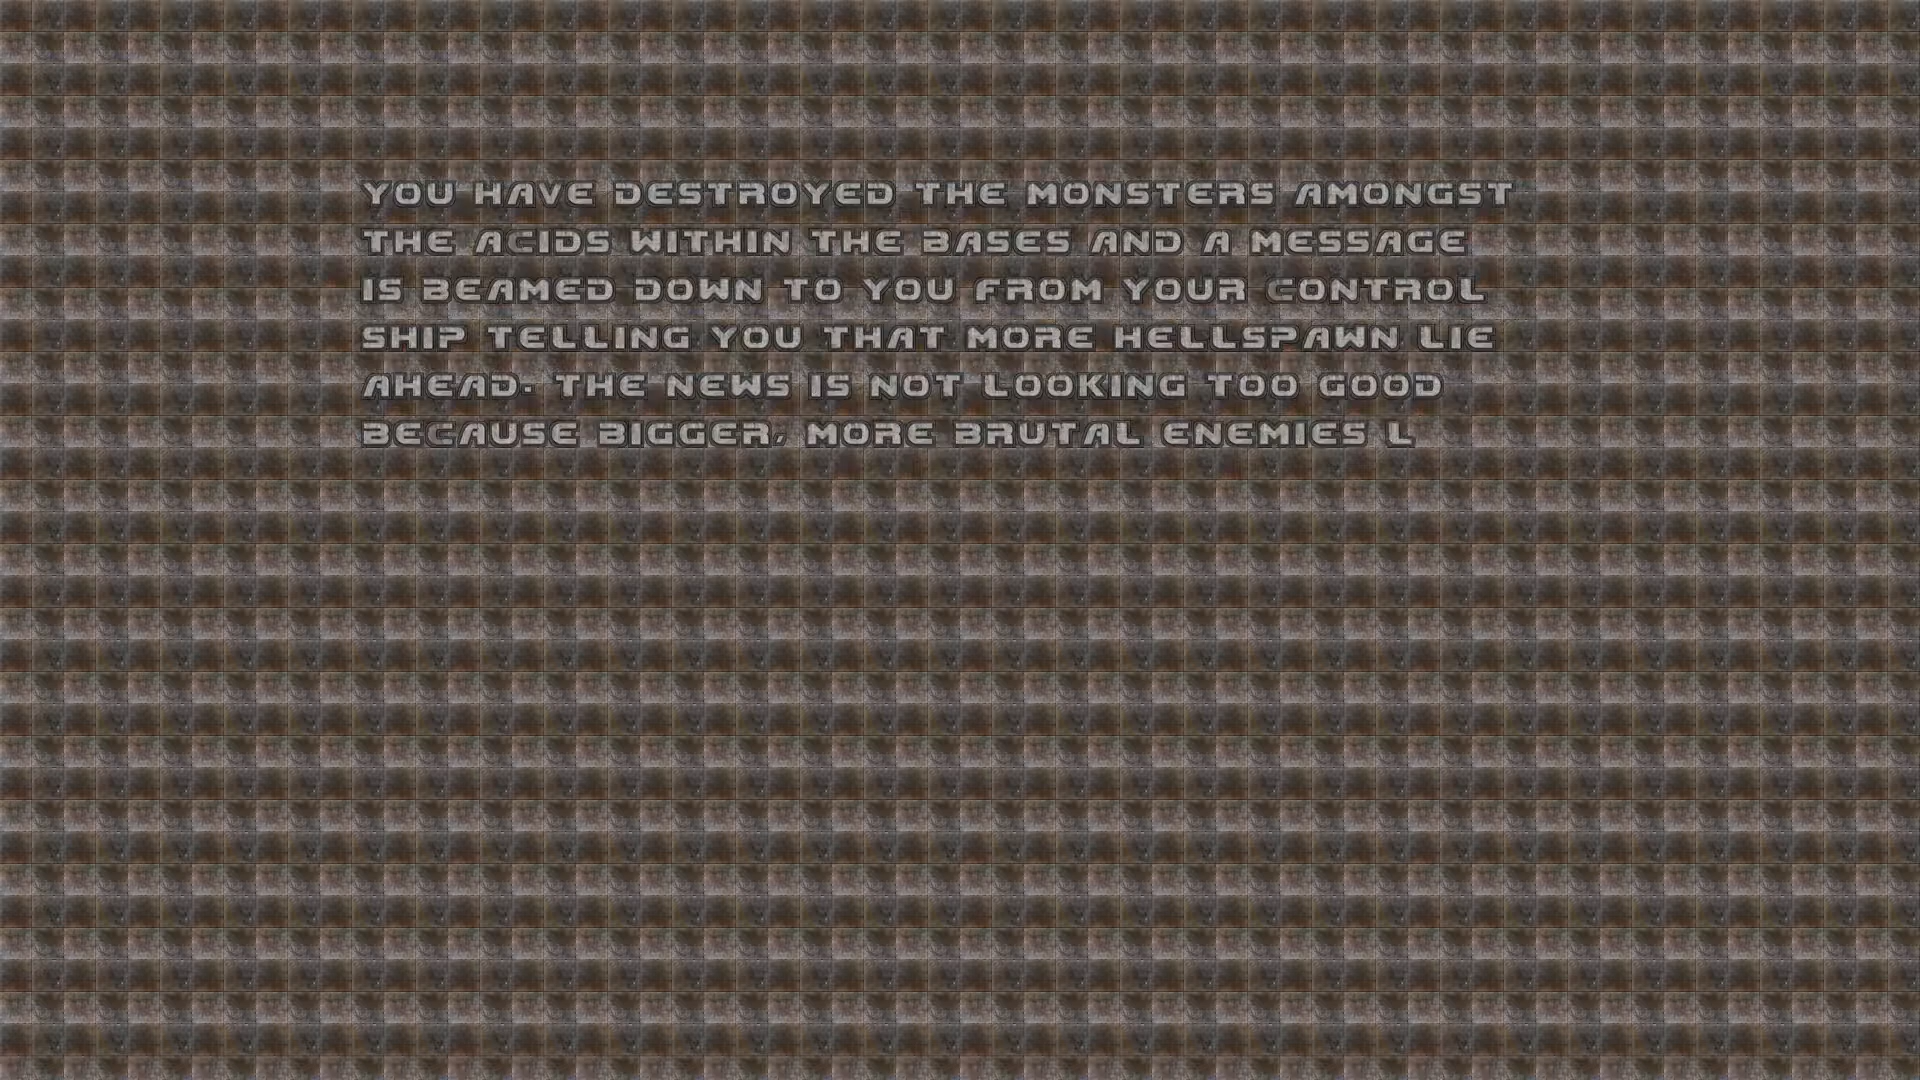 YOU HAVE DESTROYED THE MONSTERS AMONGST
THE ACIDS WITHIN THE BASES AND A MESSAGE
IS BEAMED DOWN TO YOU FROM YOUR CONTROL
SHIP TELLING YOU THAT MORE HELLSPAWN LIE
AHEAD. THE NEWS IS NOT LOOKING TOO GOOD
BECAUSE BIGGER, MORE BRUTAL ENEMIES L